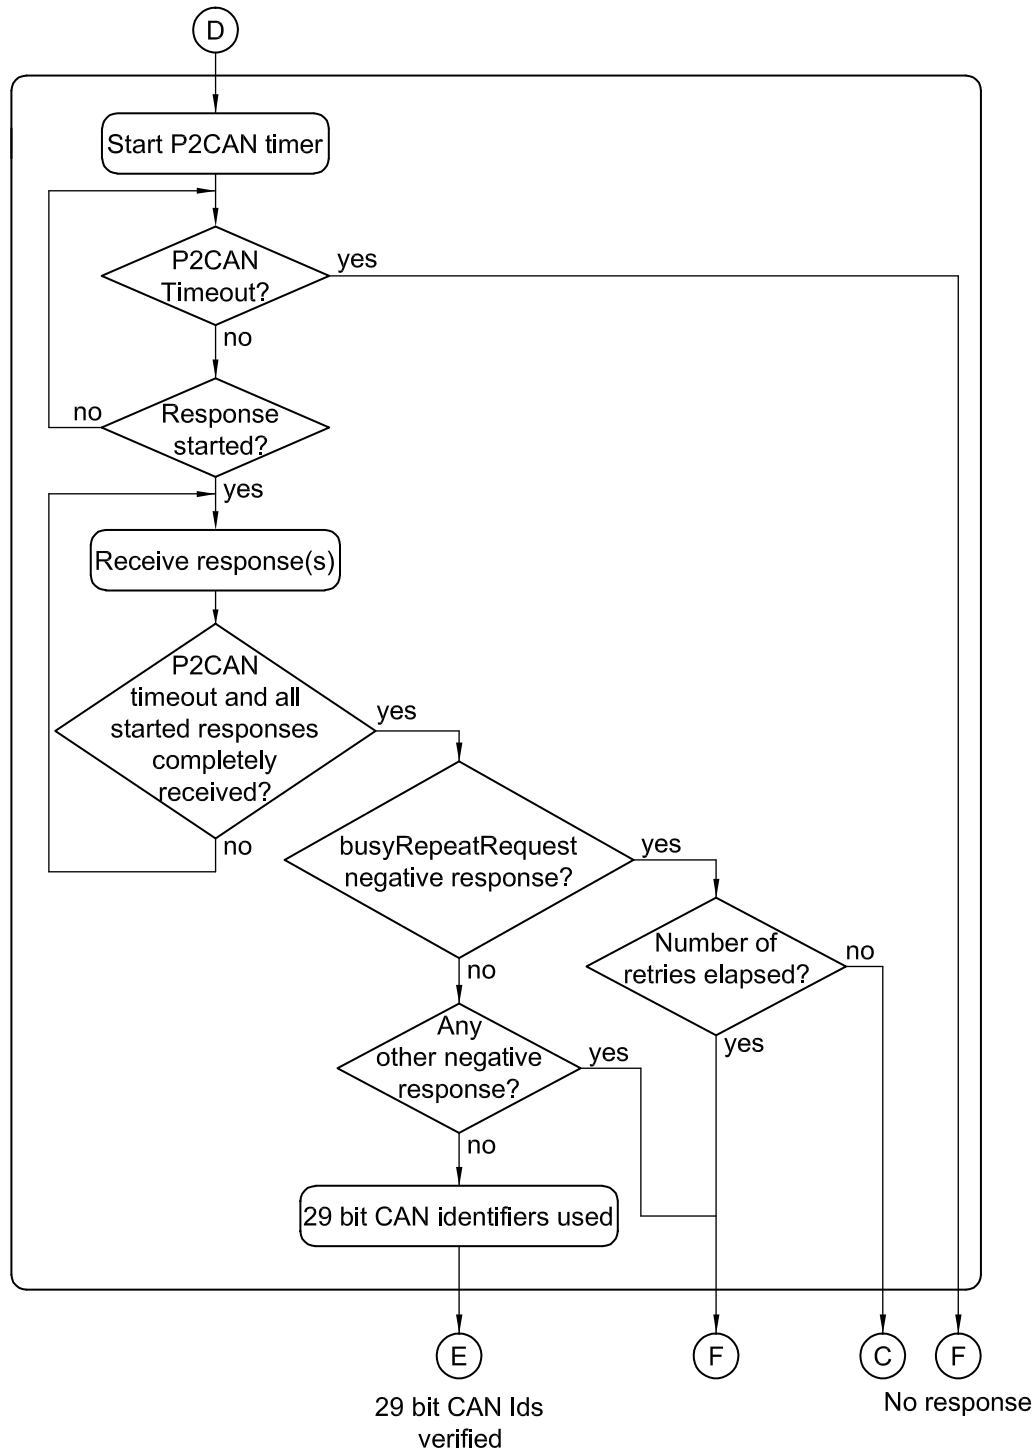 D
Start P2CAN timer
P2CAN
Timeout?
yes
no
Response
started?
no
yes
Receive response(s)
P2CAN
timeout and all
started responses
completely
received?
yes
no
busyRepeatRequest
negative response?
yes
no
Number of
retries elapsed?
no
yes
Any
other negative
response?
yes
no
29 bit CAN identifiers used
E
F
C
F
29 bit CAN Ids
verified
No response